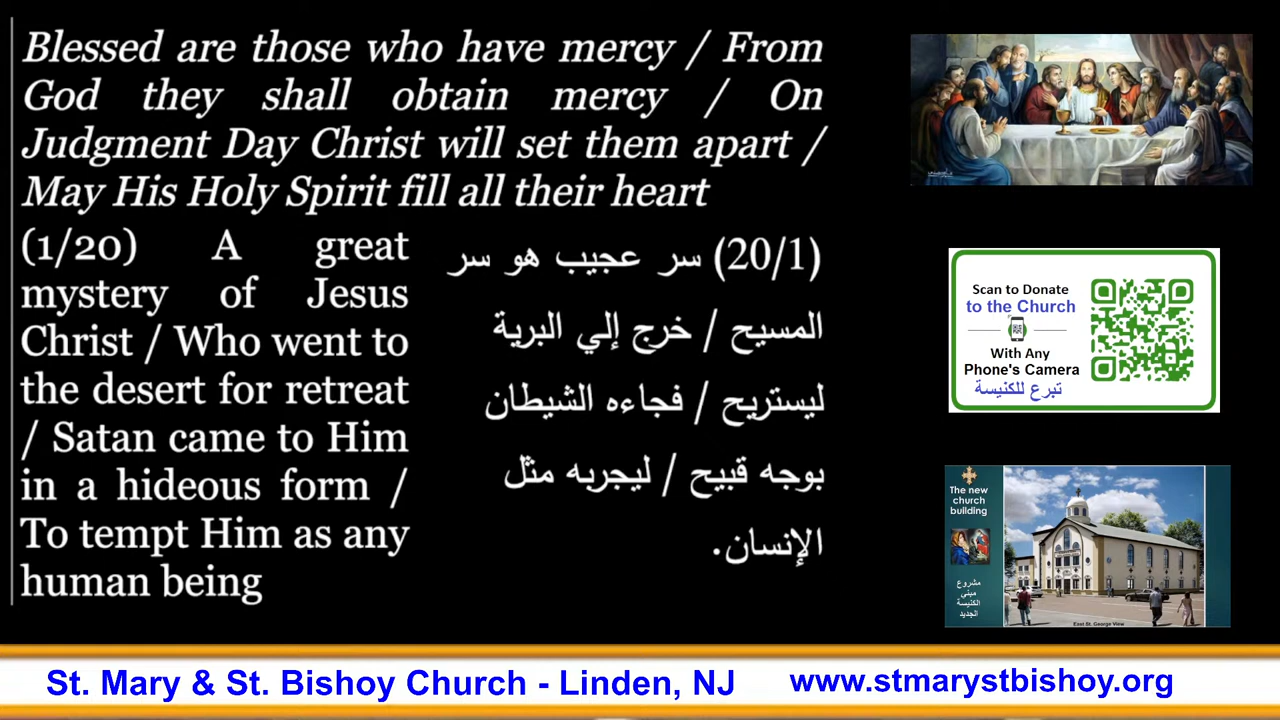 Blessed are those who have mercy / From
God they shall obtain mercy / On
Judgment Day Christ will set them apart /
May His Holy Spirit fill all their heart
(1/20) A great
mystery of Jesus
Christ / Who went to
the desert for retreat
/ Satan came to Him
in a hideous form /
To tempt Him as any
human being
(20/1) سر عجيب هو سر
المسيح / خرج إلي البرية
ليستريح / فجاءه الشيطان
بوجه قبيح / ليجربه مثل
الإنسان.
Scan to Donate
to the Church
With Any
Phone's Camera
تبرع للكنيسة
The new
church
building
مشروع
مبنى
الكنيسة
الجديد
East St. George View
St. Mary & St. Bishoy Church - Linden, NJ
www.stmarystbishoy.org